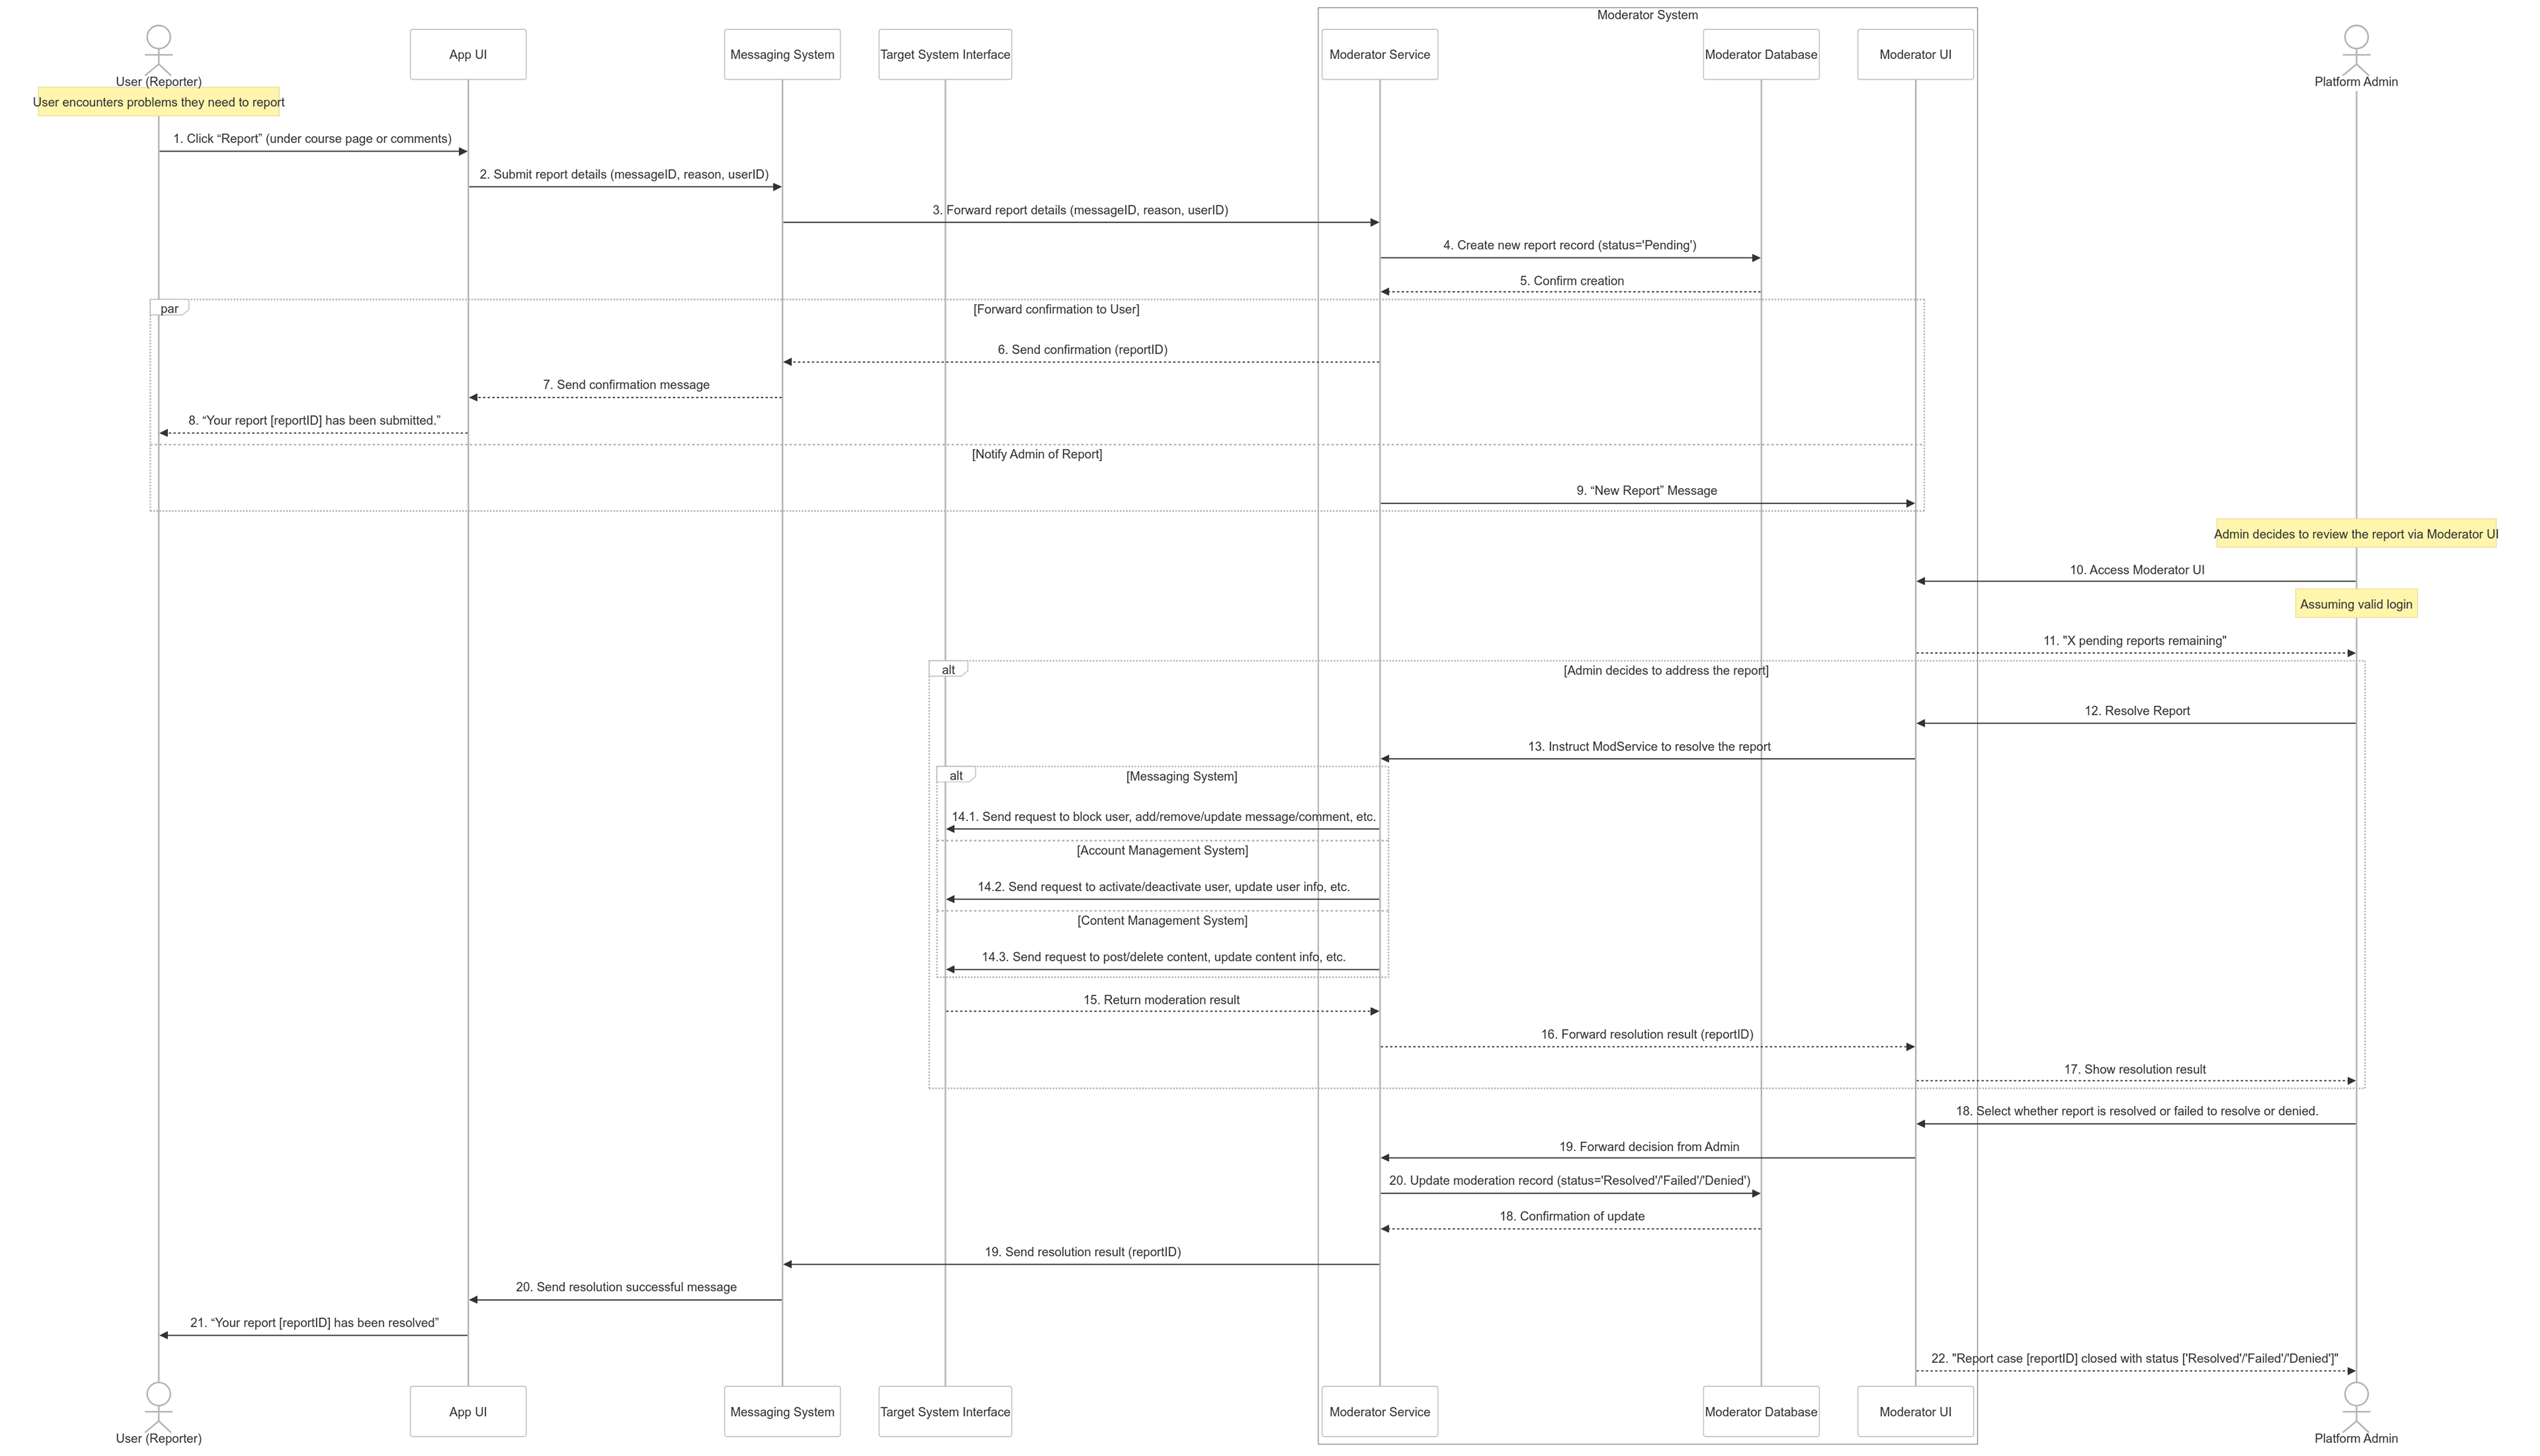 Moderator System
User (Reporter)
App UI
Messaging System
Target System Interface
Moderator Service
Moderator Database
Moderator UI
Platform Admin
User encounters problems they need to report
1. Click “Report” (under course page or comments)
2. Submit report details (messageID, reason, userID)
3. Forward report details (messageID, reason, userID)
4. Create new report record (status='Pending')
5. Confirm creation
par
[Forward confirmation to User]
6. Send confirmation (reportID)
7. Send confirmation message
8. “Your report [reportID] has been submitted.”
[Notify Admin of Report]
9. “New Report” Message
Admin decides to review the report via Moderator UI
10. Access Moderator UI
Assuming valid login
11. "X pending reports remaining"
alt
[Admin decides to address the report]
12. Resolve Report
13. Instruct ModService to resolve the report
alt
[Messaging System]
14.1. Send request to block user, add/remove/update message/comment, etc.
[Account Management System]
14.2. Send request to activate/deactivate user, update user info, etc.
[Content Management System]
14.3. Send request to post/delete content, update content info, etc.
15. Return moderation result
16. Forward resolution result (reportID)
17. Show resolution result
18. Select whether report is resolved or failed to resolve or denied.
19. Forward decision from Admin
20. Update moderation record (status='Resolved'/'Failed'/'Denied')
18. Confirmation of update
19. Send resolution result (reportID)
20. Send resolution successful message
21. “Your report [reportID] has been resolved”
22. "Report case [reportID] closed with status ['Resolved'/'Failed'/'Denied']"
User (Reporter)
App UI
Messaging System
Target System Interface
Moderator Service
Moderator Database
Moderator UI
Platform Admin